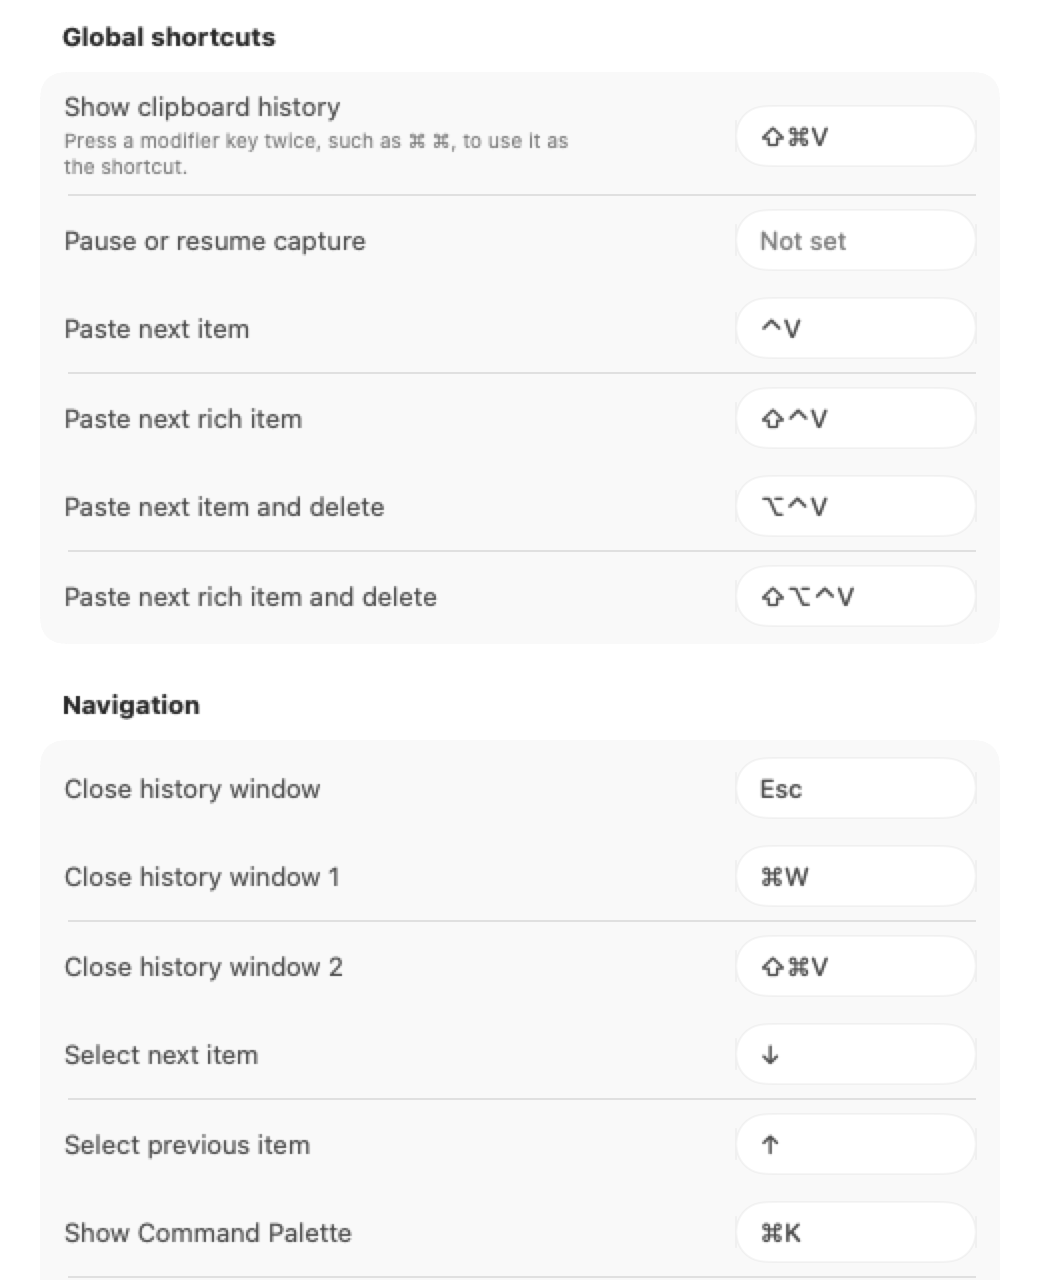 Global shortcuts
Show clipboard history
Press a modifier key twice, such as ⌘ ⌘, to use it as
the shortcut.
⇧⌘V
Pause or resume capture
Not set
Paste next item
^V
Paste next rich item
⇧^V
Paste next item and delete
⌥^V
Paste next rich item and delete
⇧⌥^V
Navigation
Close history window
Esc
Close history window 1
⌘W
Close history window 2
⇧⌘V
Select next item
↓
Select previous item
↑
Show Command Palette
⌘K